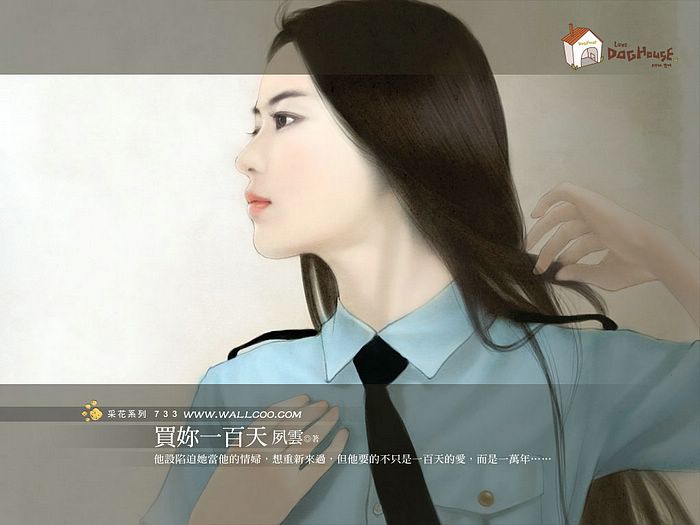 LOVE
DOGHOUSE
采花系列 733 WWW.WALLCOO.COM
買妳一百天 夙雲◎著
他設陷迫她當他的情婦，想重新來過，但他要的不只是一百天的愛，而是一萬年……